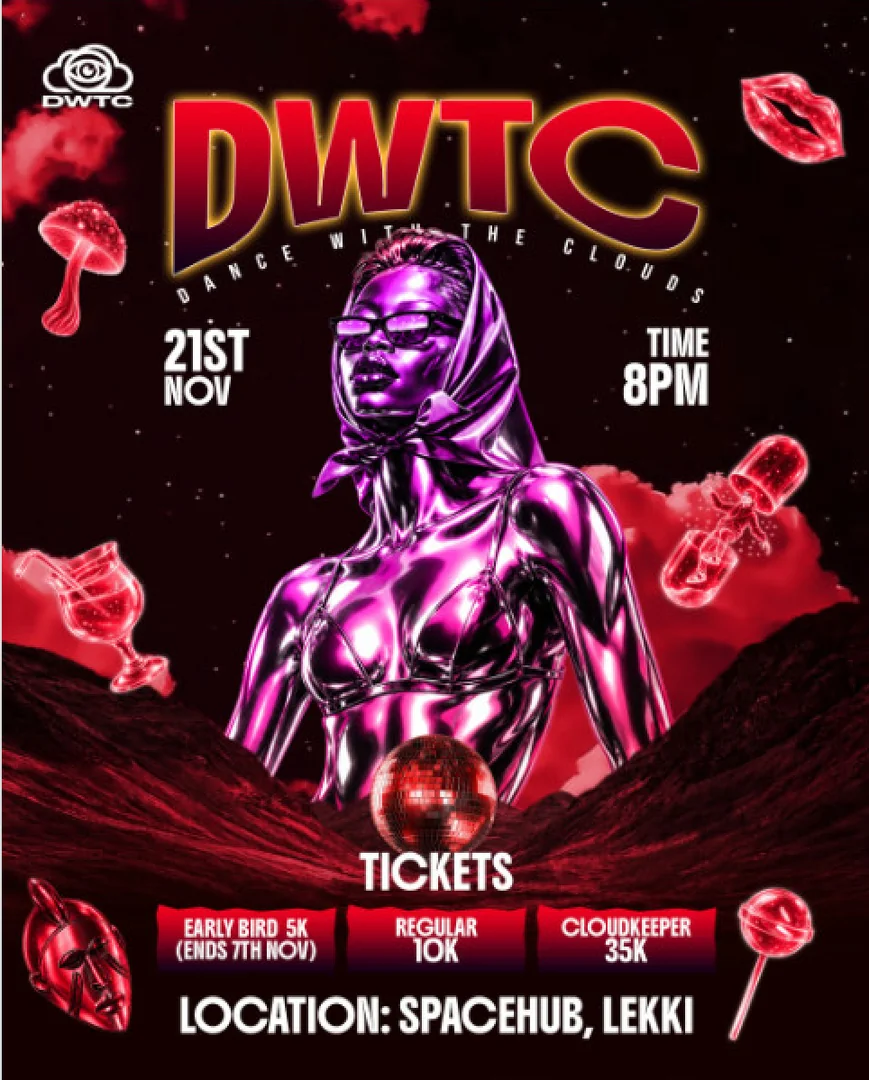 DWTC
DWTC
DANCE WITH THE CLOUDS
21ST
NOV
TIME
8PM
TICKETS
EARLY BIRD 5K
(ENDS 7TH NOV)
REGULAR
10K
CLOUDKEEPER
35K
LOCATION: SPACEHUB, LEKKI